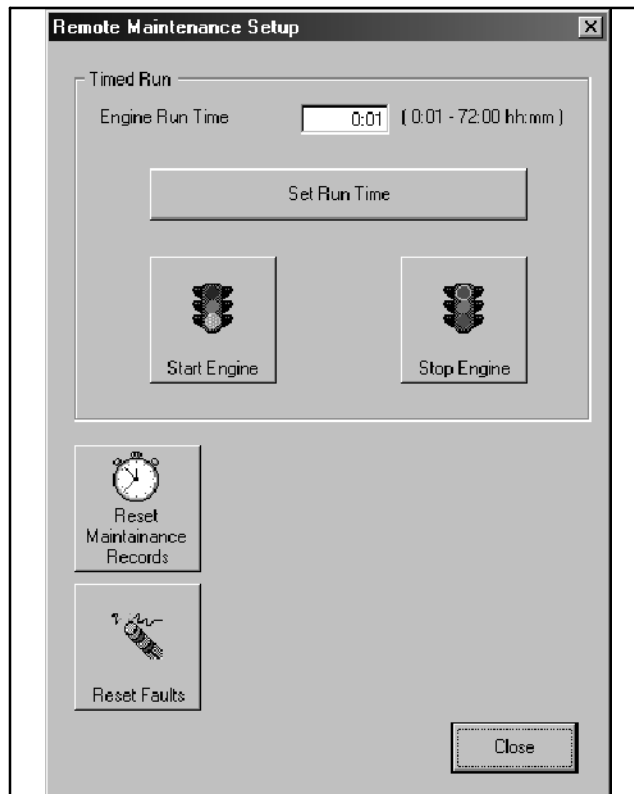 Remote Maintenance Setup
Timed Run
Engine Run Time 0:01 ( 0:01 - 72:00 hh:mm )
Set Run Time
Start Engine Stop Engine
Reset
Maintainance
Records
Reset Faults
Close